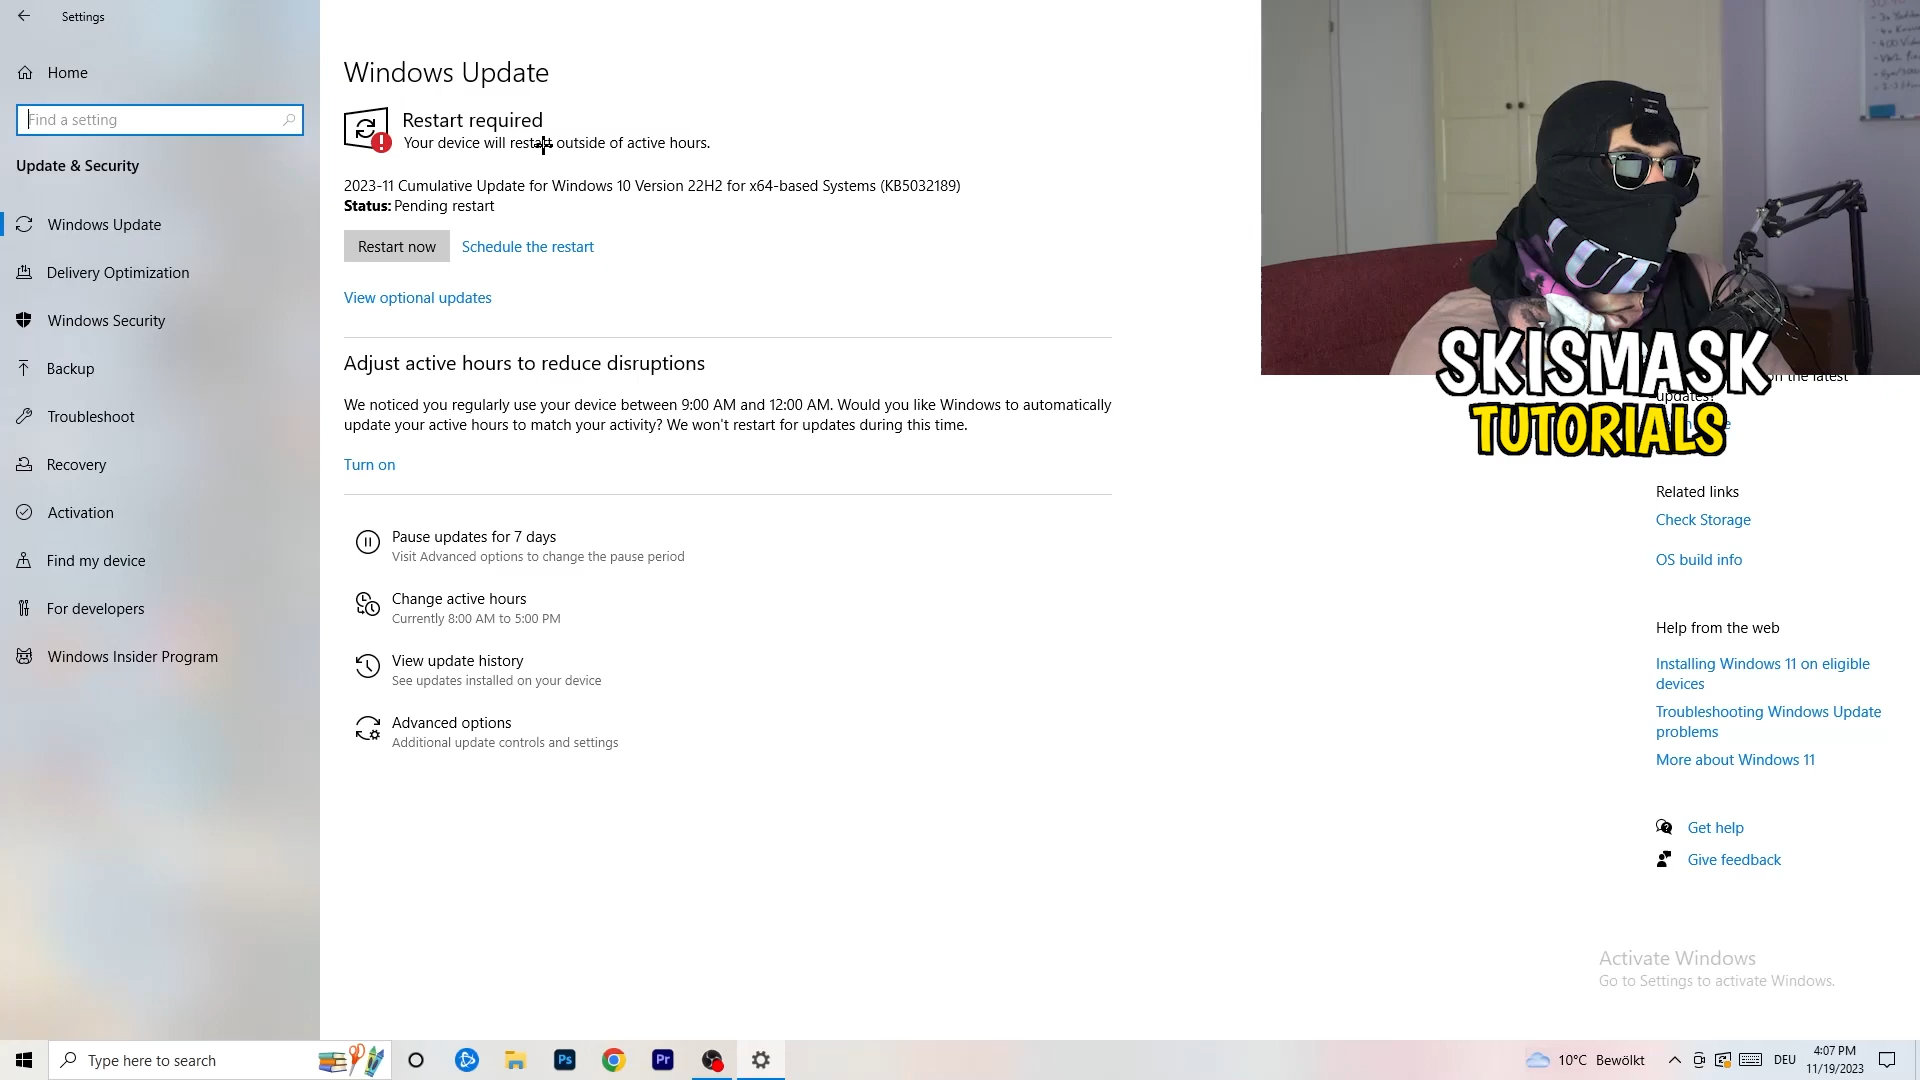 Settings
Home
Find a setting
Update & Security
Windows Update
Delivery Optimization
Windows Security
Backup
Troubleshoot
Recovery
Activation
Find my device
For developers
Windows Insider Program
Windows Update
Restart required
Your device will restart outside of active hours.
2023-11 Cumulative Update for Windows 10 Version 22H2 for x64-based Systems (KB5032189)
Status: Pending restart
Restart now
Schedule the restart
View optional updates
Adjust active hours to reduce disruptions
We noticed you regularly use your device between 9:00 AM and 12:00 AM. Would you like Windows to automatically
update your active hours to match your activity? We won't restart for updates during this time.
Turn on
Pause updates for 7 days
Visit Advanced options to change the pause period
Change active hours
Currently 8:00 AM to 5:00 PM
View update history
See updates installed on your device
Advanced options
Additional update controls and settings
SKISMASK
TUTORIALS
on the latest
updates?
Related links
Check Storage
OS build info
Help from the web
Installing Windows 11 on eligible
devices
Troubleshooting Windows Update
problems
More about Windows 11
Get help
Give feedback
Activate Windows
Go to Settings to activate Windows.
Type here to search
Ps
Pr
10°C Bewölkt
DEU
4:07 PM
11/19/2023